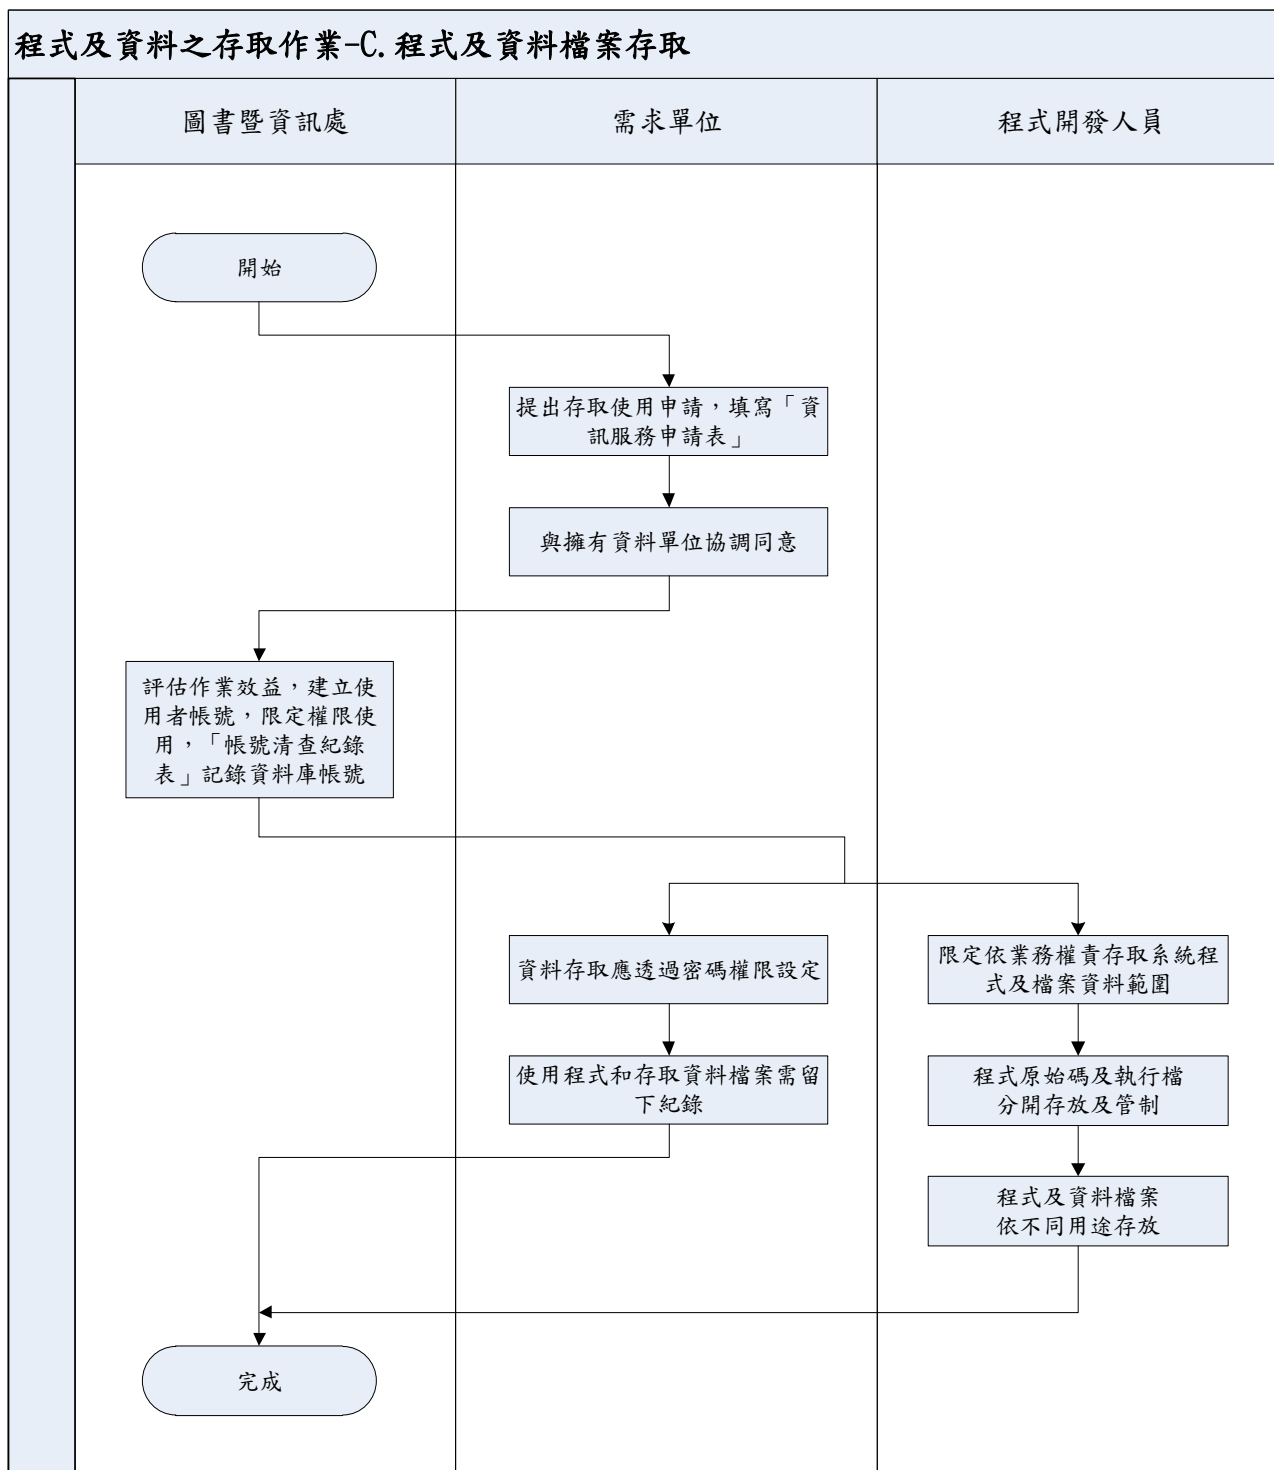 程式及資料之存取作業-C.程式及資料檔案存取
圖書暨資訊處
需求單位
程式開發人員
開始
提出存取使用申請，填寫「資
訊服務申請表」
與擁有資料單位協調同意
評估作業效益，建立使
用者帳號，限定權限使
用，「帳號清查紀錄
表」記錄資料庫帳號
資料存取應透過密碼權限設定
限定依業務權責存取系統程
式及檔案資料範圍
使用程式和存取資料檔案需留
下紀錄
程式原始碼及執行檔
分開存放及管制
程式及資料檔案
依不同用途存放
完成